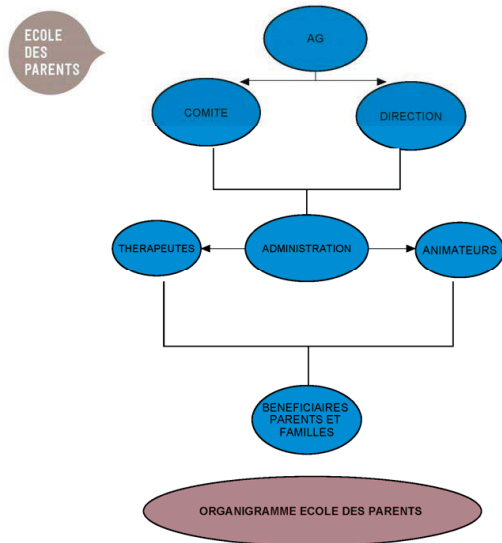 ECOLE
DES
PARENTS
AG
COMITE
DIRECTION
THERAPEUTES
ADMINISTRATION
ANIMATEURS
BENEFICIAIRES
PARENTS ET
FAMILLES
ORGANIGRAMME ECOLE DES PARENTS